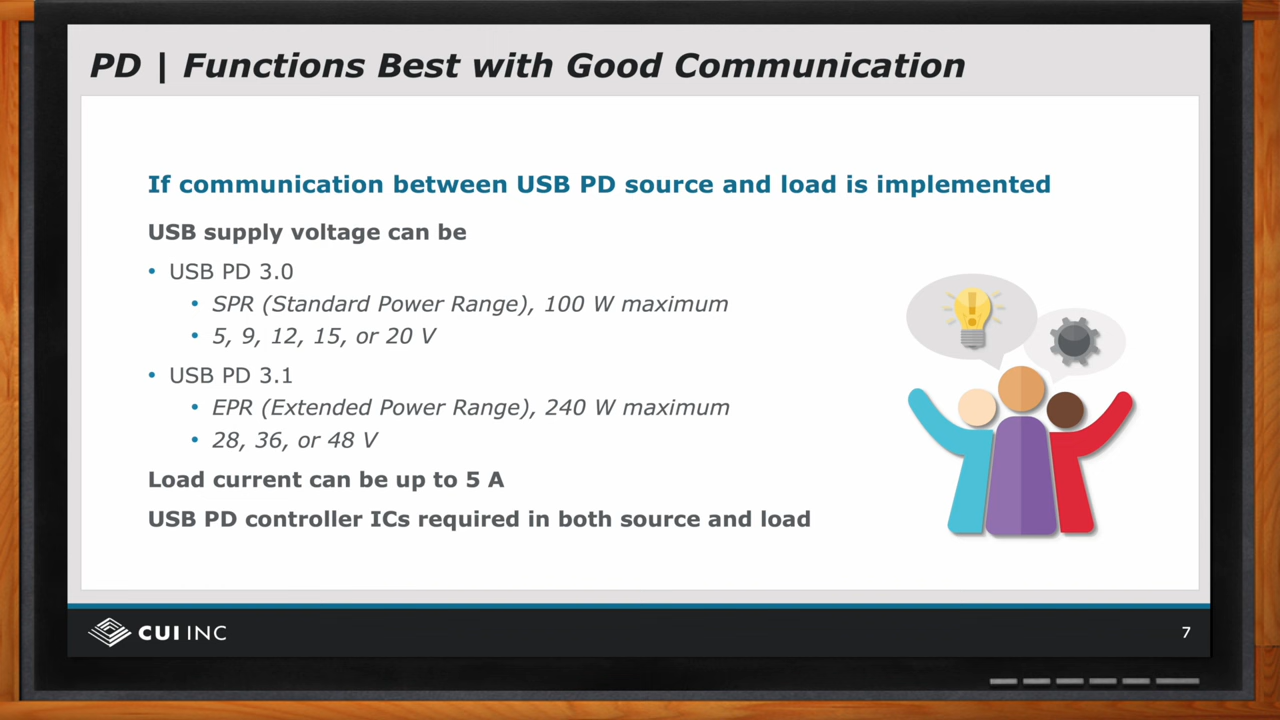 PD | Functions Best with Good Communication
If communication between USB PD source and load is implemented
USB supply voltage can be
• USB PD 3.0
• SPR (Standard Power Range), 100 W maximum
• 5, 9, 12, 15, or 20 V
• USB PD 3.1
• EPR (Extended Power Range), 240 W maximum
• 28, 36, or 48 V
Load current can be up to 5 A
USB PD controller ICs required in both source and load
CUI INC
7